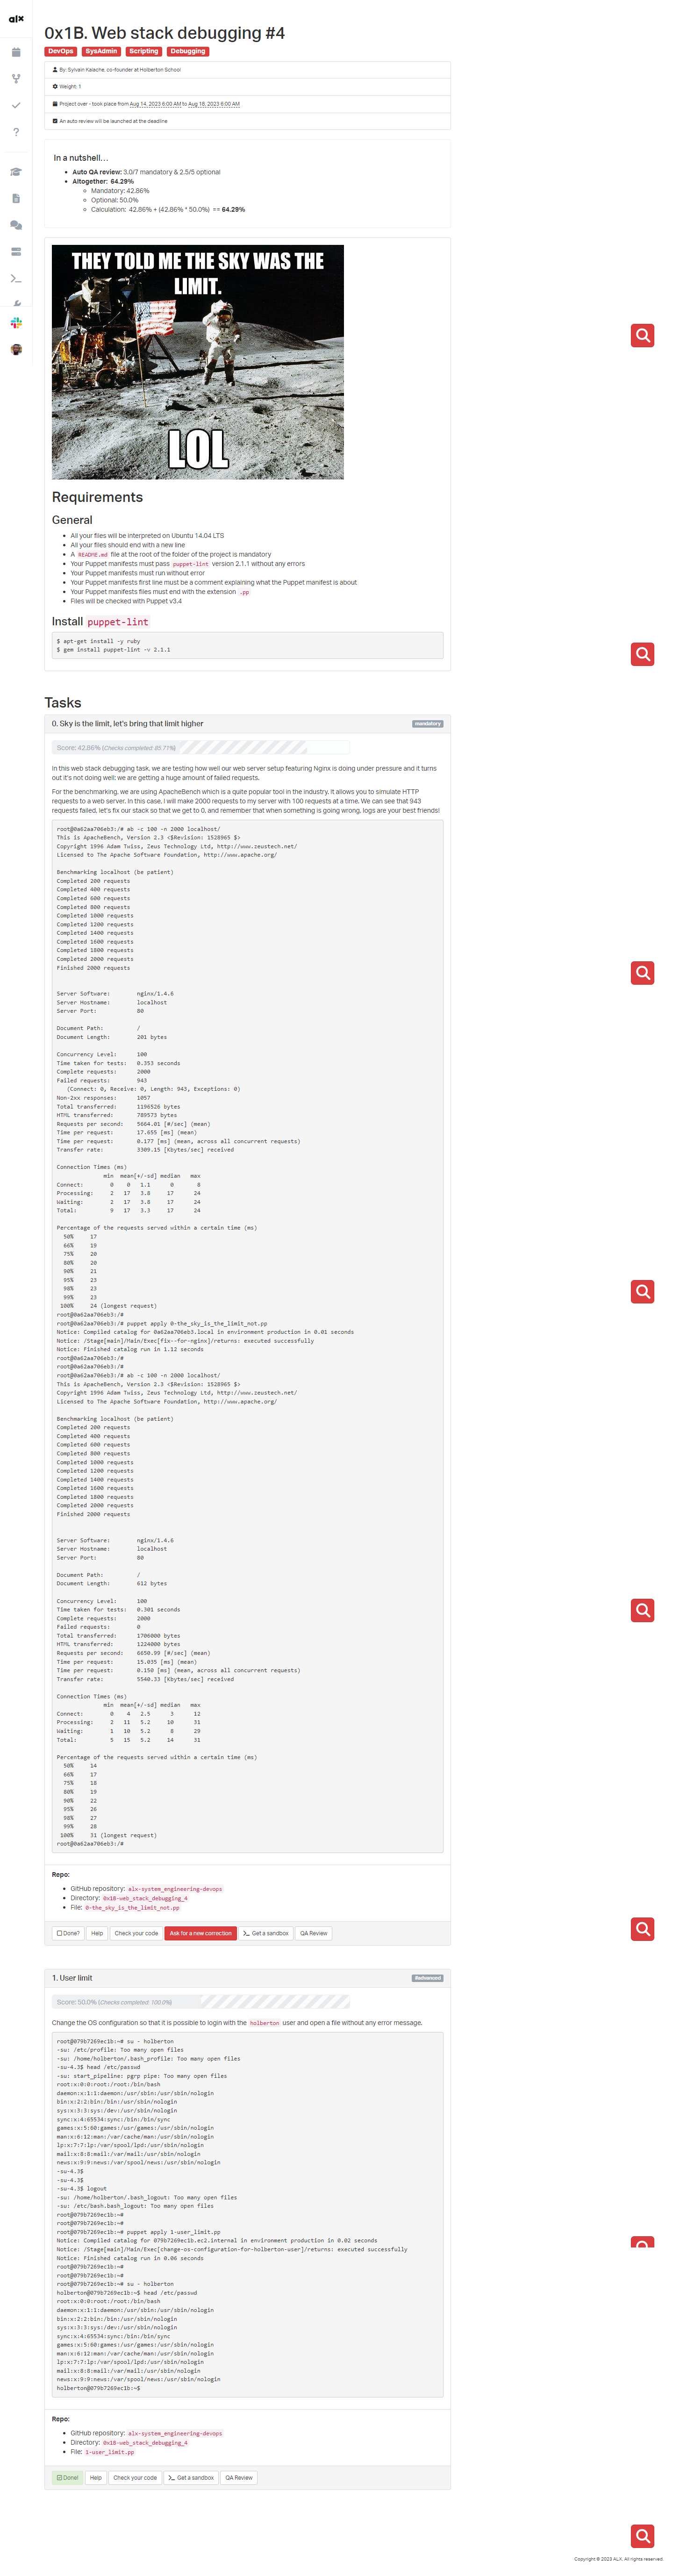 alx
0x1B. Web stack debugging #4
DevOps SysAdmin Scripting Debugging
By: Sylvain Kalache, co-founder at Holberton School
Weight: 1
Project over - took place from Aug 14, 2023 6:00 AM to Aug 18, 2023 6:00 AM
An auto review will be launched at the deadline
In a nutshell…
Auto QA review: 3.0/7 mandatory & 2.5/5 optional
Altogether: 64.29%
Mandatory: 42.86%
Optional: 50.0%
Calculation: 42.86% + (42.86% * 50.0%) == 64.29%
THEY TOLD ME THE SKY WAS THE
LIMIT.
LOL
Requirements
General
All your files will be interpreted on Ubuntu 14.04 LTS
All your files should end with a new line
A README.md file at the root of the folder of the project is mandatory
Your Puppet manifests must pass puppet-lint version 2.1.1 without any errors
Your Puppet manifests must run without error
Your Puppet manifests first line must be a comment explaining what the Puppet manifest is about
Your Puppet manifests files must end with the extension .pp
Files will be checked with Puppet v3.4
Install puppet-lint
$ apt-get install -y ruby
$ gem install puppet-lint -v 2.1.1
Tasks
0. Sky is the limit, let's bring that limit higher
mandatory
Score: 42.86% (Checks completed: 85.71%)
In this web stack debugging task, we are testing how well our web server setup featuring Nginx is doing under pressure and it turns
out it's not doing well: we are getting a huge amount of failed requests.
For the benchmarking, we are using ApacheBench which is a quite popular tool in the industry. It allows you to simulate HTTP
requests to a web server. In this case, I will make 2000 requests to my server with 100 requests at a time. We can see that 943
requests failed, let's fix our stack so that we get to 0, and remember that when something is going wrong, logs are your best friends!
root@0a62aa706eb3:/# ab -c 100 -n 2000 localhost/
This is ApacheBench, Version 2.3 <$Revision: 1528965 $>
Copyright 1996 Adam Twiss, Zeus Technology Ltd, http://www.zeustech.net/
Licensed to The Apache Software Foundation, http://www.apache.org/
Benchmarking localhost (be patient)
Completed 200 requests
Completed 400 requests
Completed 600 requests
Completed 800 requests
Completed 1000 requests
Completed 1200 requests
Completed 1400 requests
Completed 1600 requests
Completed 1800 requests
Completed 2000 requests
Finished 2000 requests
Server Software: nginx/1.4.6
Server Hostname: localhost
Server Port: 80
Document Path: /
Document Length: 201 bytes
Concurrency Level: 100
Time taken for tests: 0.353 seconds
Complete requests: 2000
Failed requests: 943
(Connect: 0, Receive: 0, Length: 943, Exceptions: 0)
Non-2xx responses: 1057
Total transferred: 1196526 bytes
HTML transferred: 789573 bytes
Requests per second: 5664.01 [#/sec] (mean)
Time per request: 17.655 [ms] (mean)
Time per request: 0.177 [ms] (mean, across all concurrent requests)
Transfer rate: 3309.15 [Kbytes/sec] received
Connection Times (ms)
min mean[+/-sd] median max
Connect: 0 0 1.1 0 8
Processing: 2 17 3.8 17 24
Waiting: 2 17 3.8 17 24
Total: 9 17 3.3 17 24
Percentage of the requests served within a certain time (ms)
50% 17
66% 19
75% 20
80% 20
90% 21
95% 23
98% 23
99% 23
100% 24 (longest request)
root@0a62aa706eb3:/#
root@0a62aa706eb3:/# puppet apply 0-the_sky_is_the_limit_not.pp
Notice: Compiled catalog for 0a62aa706eb3.local in environment production in 0.01 seconds
Notice: /Stage[main]/Main/Exec[fix--for-nginx]/returns: executed successfully
Notice: Finished catalog run in 1.12 seconds
root@0a62aa706eb3:/#
root@0a62aa706eb3:/#
root@0a62aa706eb3:/# ab -c 100 -n 2000 localhost/
This is ApacheBench, Version 2.3 <$Revision: 1528965 $>
Copyright 1996 Adam Twiss, Zeus Technology Ltd, http://www.zeustech.net/
Licensed to The Apache Software Foundation, http://www.apache.org/
Benchmarking localhost (be patient)
Completed 200 requests
Completed 400 requests
Completed 600 requests
Completed 800 requests
Completed 1000 requests
Completed 1200 requests
Completed 1400 requests
Completed 1600 requests
Completed 1800 requests
Completed 2000 requests
Finished 2000 requests
Server Software: nginx/1.4.6
Server Hostname: localhost
Server Port: 80
Document Path: /
Document Length: 612 bytes
Concurrency Level: 100
Time taken for tests: 0.301 seconds
Complete requests: 2000
Failed requests: 0
Total transferred: 1706000 bytes
HTML transferred: 1224000 bytes
Requests per second: 6650.99 [#/sec] (mean)
Time per request: 15.035 [ms] (mean)
Time per request: 0.150 [ms] (mean, across all concurrent requests)
Transfer rate: 5540.33 [Kbytes/sec] received
Connection Times (ms)
min mean[+/-sd] median max
Connect: 0 4 2.5 3 12
Processing: 2 11 5.2 10 31
Waiting: 1 10 5.2 8 29
Total: 5 15 5.2 14 31
Percentage of the requests served within a certain time (ms)
50% 14
66% 17
75% 18
80% 19
90% 22
95% 26
98% 27
99% 28
100% 31 (longest request)
root@0a62aa706eb3:/#
Repo:
GitHub repository: alx-system_engineering-devops
Directory: 0x1B-web_stack_debugging_4
File: 0-the_sky_is_the_limit_not.pp
Done? Help Check your code Ask for a new correction Get a sandbox QA Review
1. User limit
#advanced
Score: 50.0% (Checks completed: 100.0%)
Change the OS configuration so that it is possible to login with the holberton user and open a file without any error message.
root@079b7269ec1b:~# su - holberton
-su: /etc/profile: Too many open files
-su: /home/holberton/.bash_profile: Too many open files
-su-4.3$ head /etc/passwd
-su: start_pipeline: pgrp pipe: Too many open files
root:x:0:0:root:/root:/bin/bash
daemon:x:1:1:daemon:/usr/sbin:/usr/sbin/nologin
bin:x:2:2:bin:/bin:/usr/sbin/nologin
sys:x:3:3:sys:/dev:/usr/sbin/nologin
sync:x:4:65534:sync:/bin:/bin/sync
games:x:5:60:games:/usr/games:/usr/sbin/nologin
man:x:6:12:man:/var/cache/man:/usr/sbin/nologin
lp:x:7:7:lp:/var/spool/lpd:/usr/sbin/nologin
mail:x:8:8:mail:/var/mail:/usr/sbin/nologin
news:x:9:9:news:/var/spool/news:/usr/sbin/nologin
-su-4.3$
-su-4.3$
-su-4.3$ logout
-su: /home/holberton/.bash_logout: Too many open files
-su: /etc/bash.bash_logout: Too many open files
root@079b7269ec1b:~#
root@079b7269ec1b:~#
root@079b7269ec1b:~# puppet apply 1-user_limit.pp
Notice: Compiled catalog for 079b7269ec1b.ec2.internal in environment production in 0.02 seconds
Notice: /Stage[main]/Main/Exec[change-os-configuration-for-holberton-user]/returns: executed successfully
Notice: Finished catalog run in 0.06 seconds
root@079b7269ec1b:~#
root@079b7269ec1b:~#
root@079b7269ec1b:~# su - holberton
holberton@079b7269ec1b:~$ head /etc/passwd
root:x:0:0:root:/root:/bin/bash
daemon:x:1:1:daemon:/usr/sbin:/usr/sbin/nologin
bin:x:2:2:bin:/bin:/usr/sbin/nologin
sys:x:3:3:sys:/dev:/usr/sbin/nologin
sync:x:4:65534:sync:/bin:/bin/sync
games:x:5:60:games:/usr/games:/usr/sbin/nologin
man:x:6:12:man:/var/cache/man:/usr/sbin/nologin
lp:x:7:7:lp:/var/spool/lpd:/usr/sbin/nologin
mail:x:8:8:mail:/var/mail:/usr/sbin/nologin
news:x:9:9:news:/var/spool/news:/usr/sbin/nologin
holberton@079b7269ec1b:~$
Repo:
GitHub repository: alx-system_engineering-devops
Directory: 0x1B-web_stack_debugging_4
File: 1-user_limit.pp
Done! Help Check your code Get a sandbox QA Review
Copyright © 2023 ALX, All rights reserved.